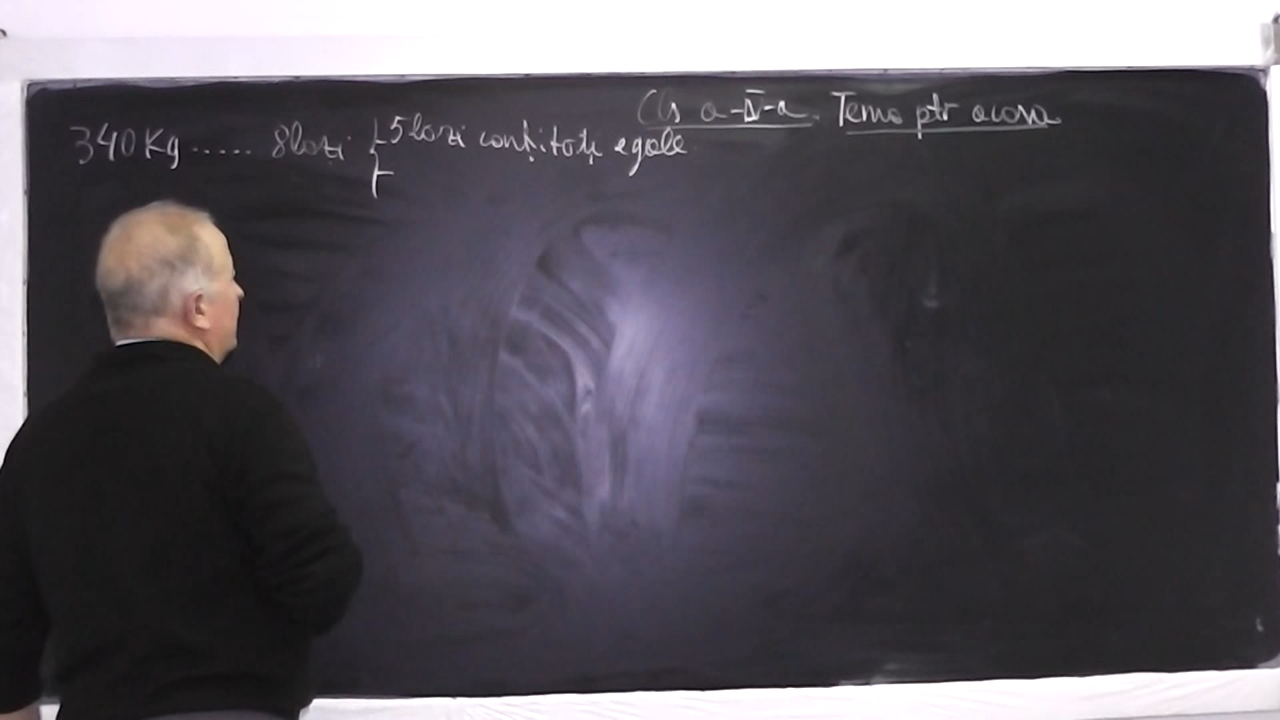 Cls a-IV-a. Tema ptr acasa
340 Kg ..... 8 lazi { 5 lazi cantitati egale